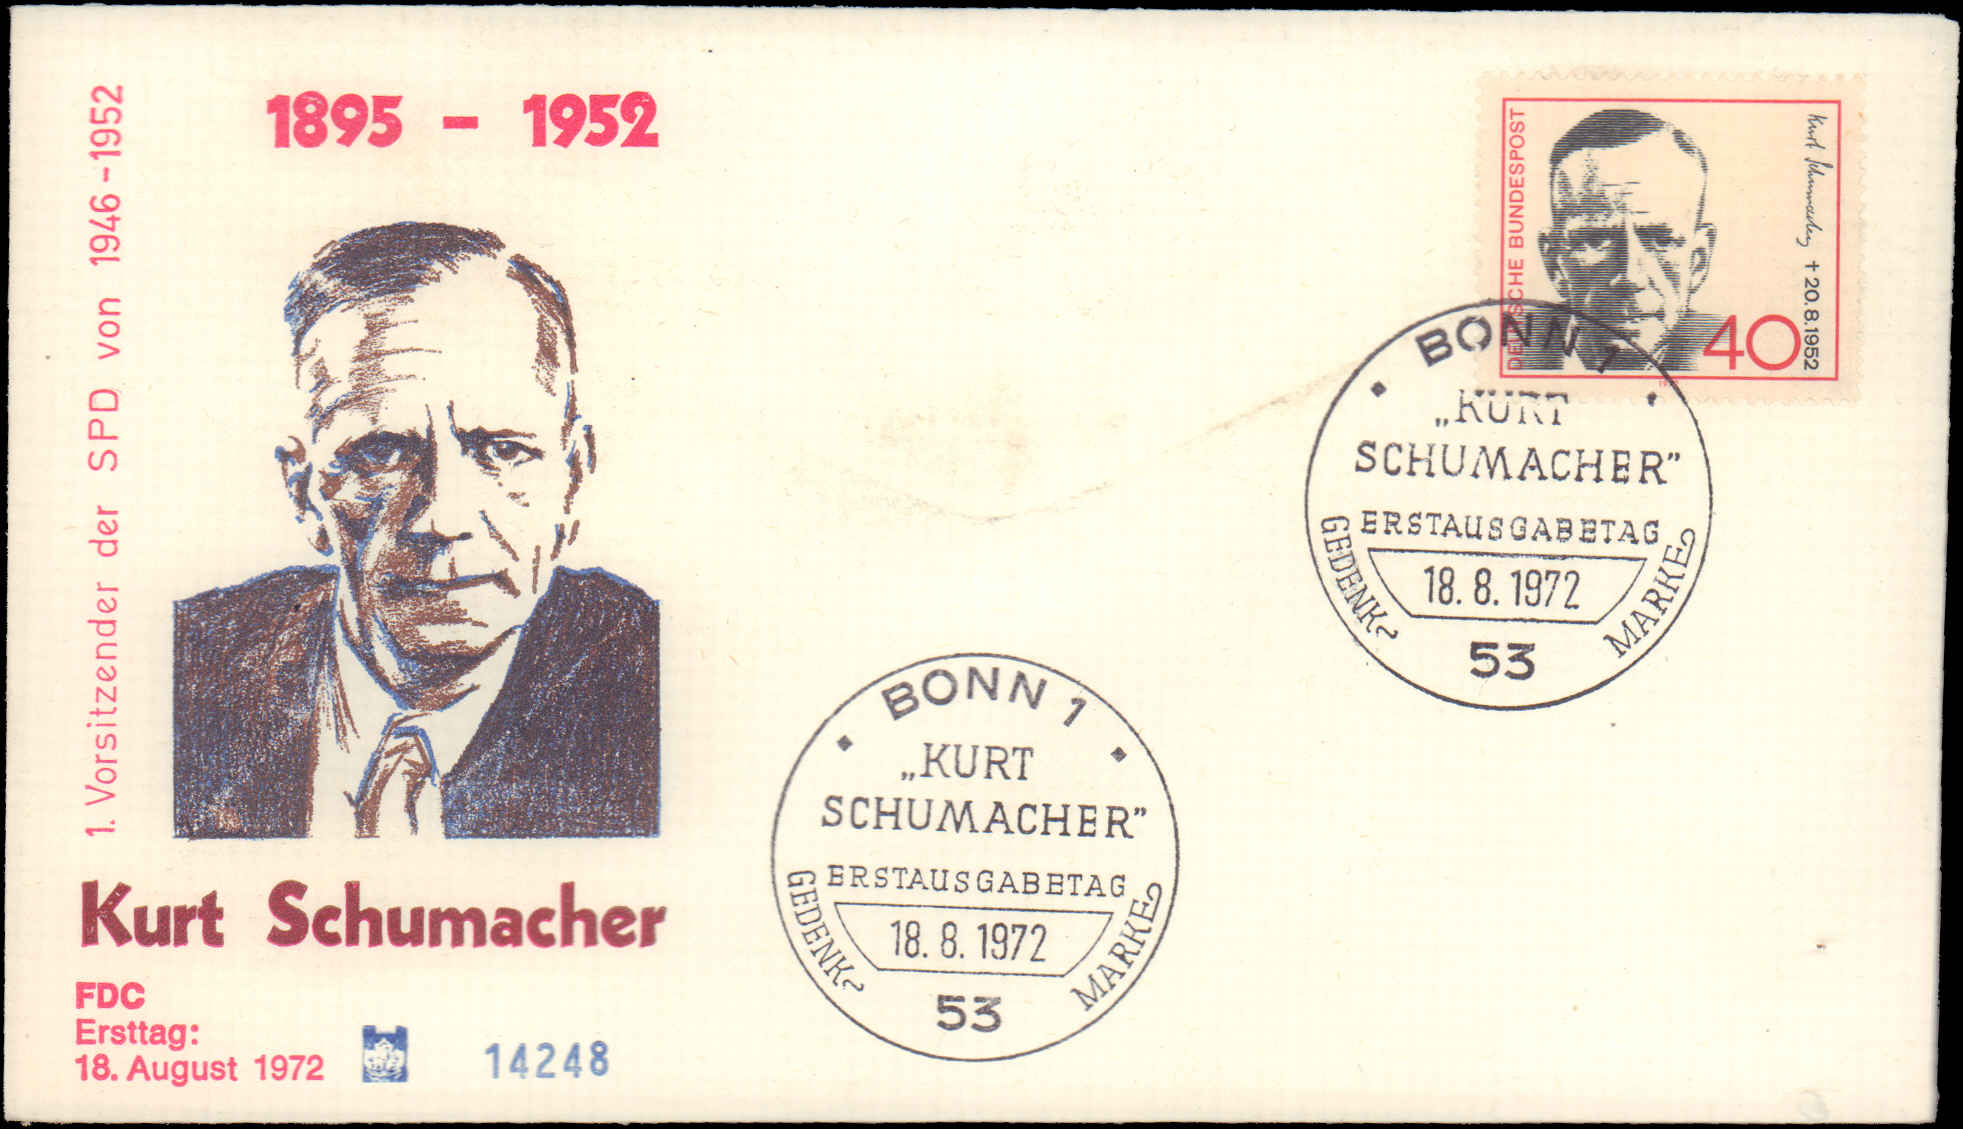 1. Vorsitzender der SPD von 1946-1952
1895 - 1952
Kurt Schumacher
FDC
Ersttag:
18. August 1972
14248
DEUTSCHE BUNDESPOST
Kurt Schumacher † 20.8.1952
40
BONN 1
„KURT
SCHUMACHER”
ERSTAUSGABETAG
18. 8. 1972
GEDENK-
MARKE
53
BONN 1
„KURT
SCHUMACHER”
ERSTAUSGABETAG
18. 8. 1972
GEDENK-
MARKE
53